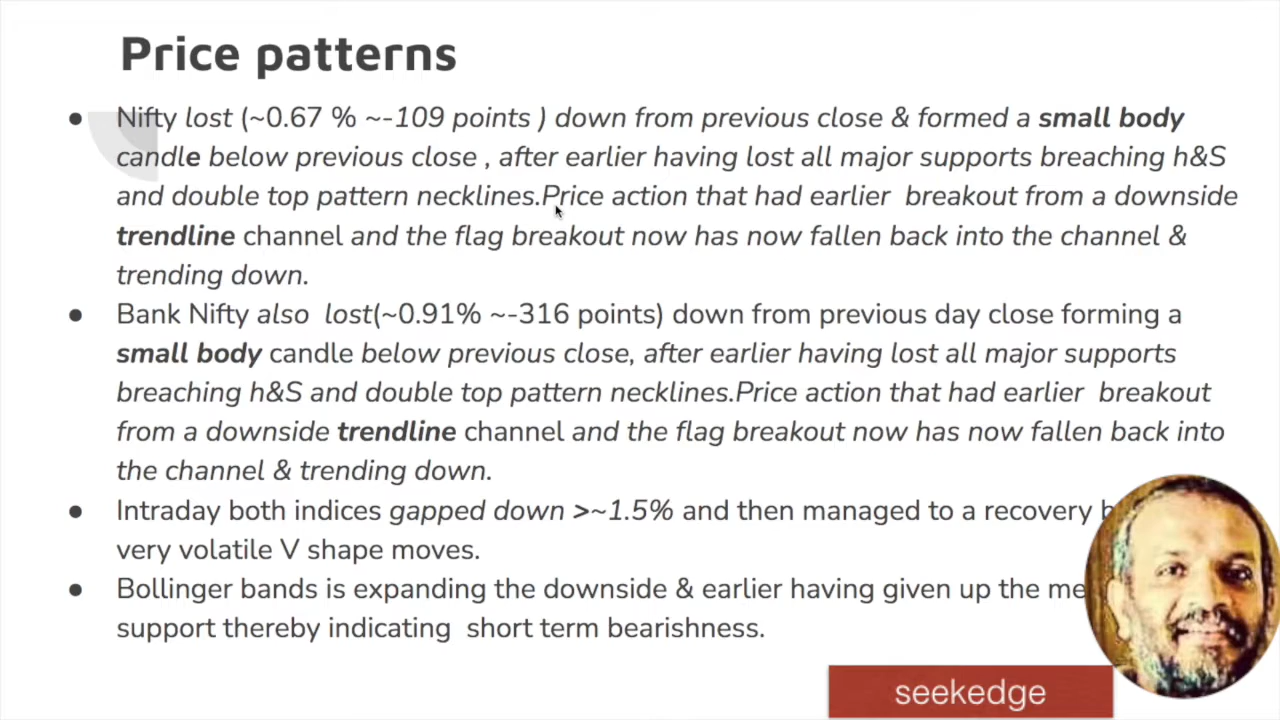 Price patterns
● Nifty lost (~0.67 % ~-109 points ) down from previous close & formed a small body
candle below previous close , after earlier having lost all major supports breaching h&S
and double top pattern necklines.Price action that had earlier breakout from a downside
trendline channel and the flag breakout now has now fallen back into the channel &
trending down.
● Bank Nifty also lost(~0.91% ~-316 points) down from previous day close forming a
small body candle below previous close, after earlier having lost all major supports
breaching h&S and double top pattern necklines.Price action that had earlier breakout
from a downside trendline channel and the flag breakout now has now fallen back into
the channel & trending down.
● Intraday both indices gapped down >~1.5% and then managed to a recovery
very volatile V shape moves.
● Bollinger bands is expanding the downside & earlier having given up the
support thereby indicating short term bearishness.
seekedge